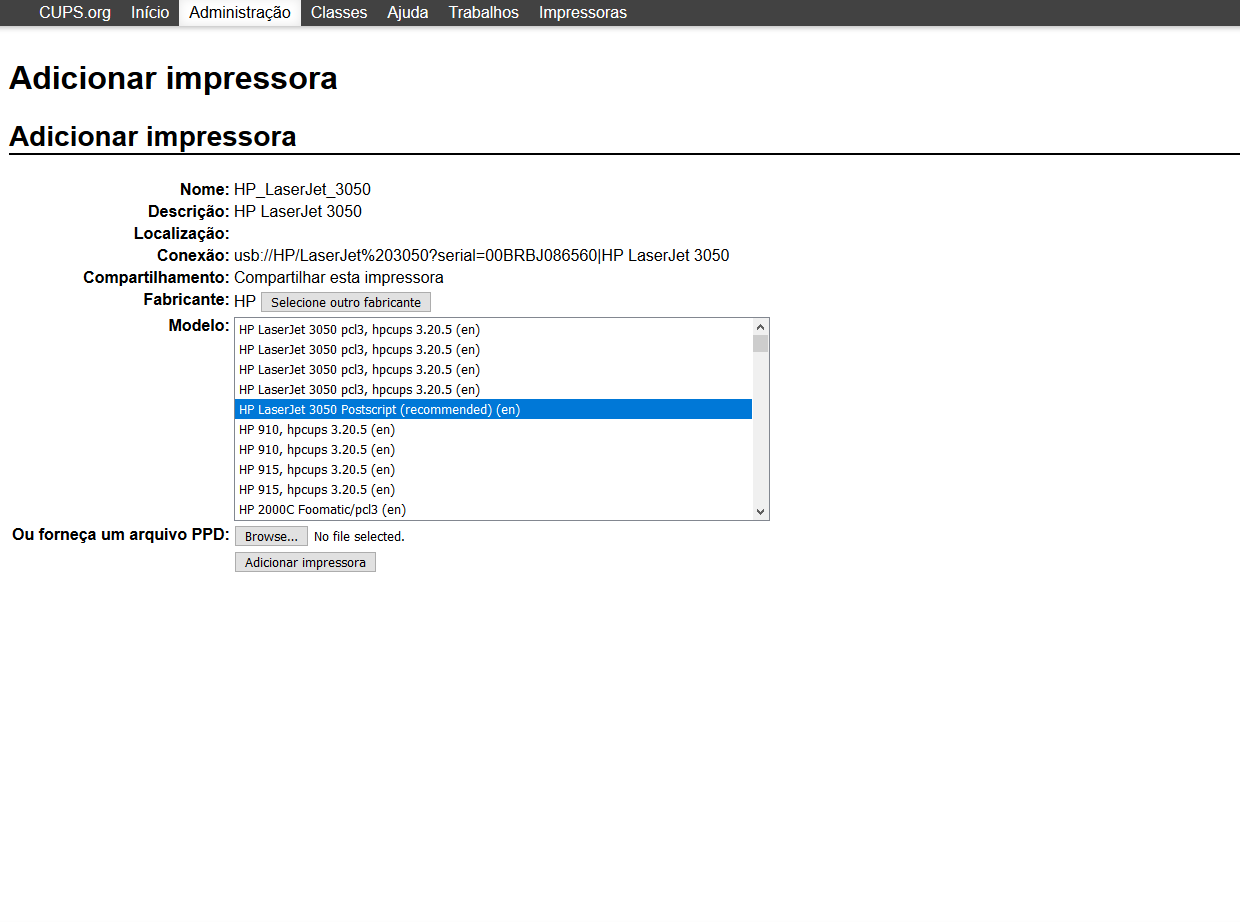 CUPS.org Início Administração Classes Ajuda Trabalhos Impressoras
Adicionar impressora
Adicionar impressora
Nome: HP_LaserJet_3050
Descrição: HP LaserJet 3050
Localização:
Conexão: usb://HP/LaserJet%203050?serial=00BRBJ086560|HP LaserJet 3050
Compartilhamento: Compartilhar esta impressora
Fabricante: HP Selecione outro fabricante
Modelo: HP LaserJet 3050 pcl3, hpcups 3.20.5 (en)
HP LaserJet 3050 pcl3, hpcups 3.20.5 (en)
HP LaserJet 3050 pcl3, hpcups 3.20.5 (en)
HP LaserJet 3050 pcl3, hpcups 3.20.5 (en)
HP LaserJet 3050 Postscript (recommended) (en)
HP 910, hpcups 3.20.5 (en)
HP 910, hpcups 3.20.5 (en)
HP 915, hpcups 3.20.5 (en)
HP 915, hpcups 3.20.5 (en)
HP 2000C Foomatic/pcl3 (en)
Ou forneça um arquivo PPD: Browse... No file selected.
Adicionar impressora